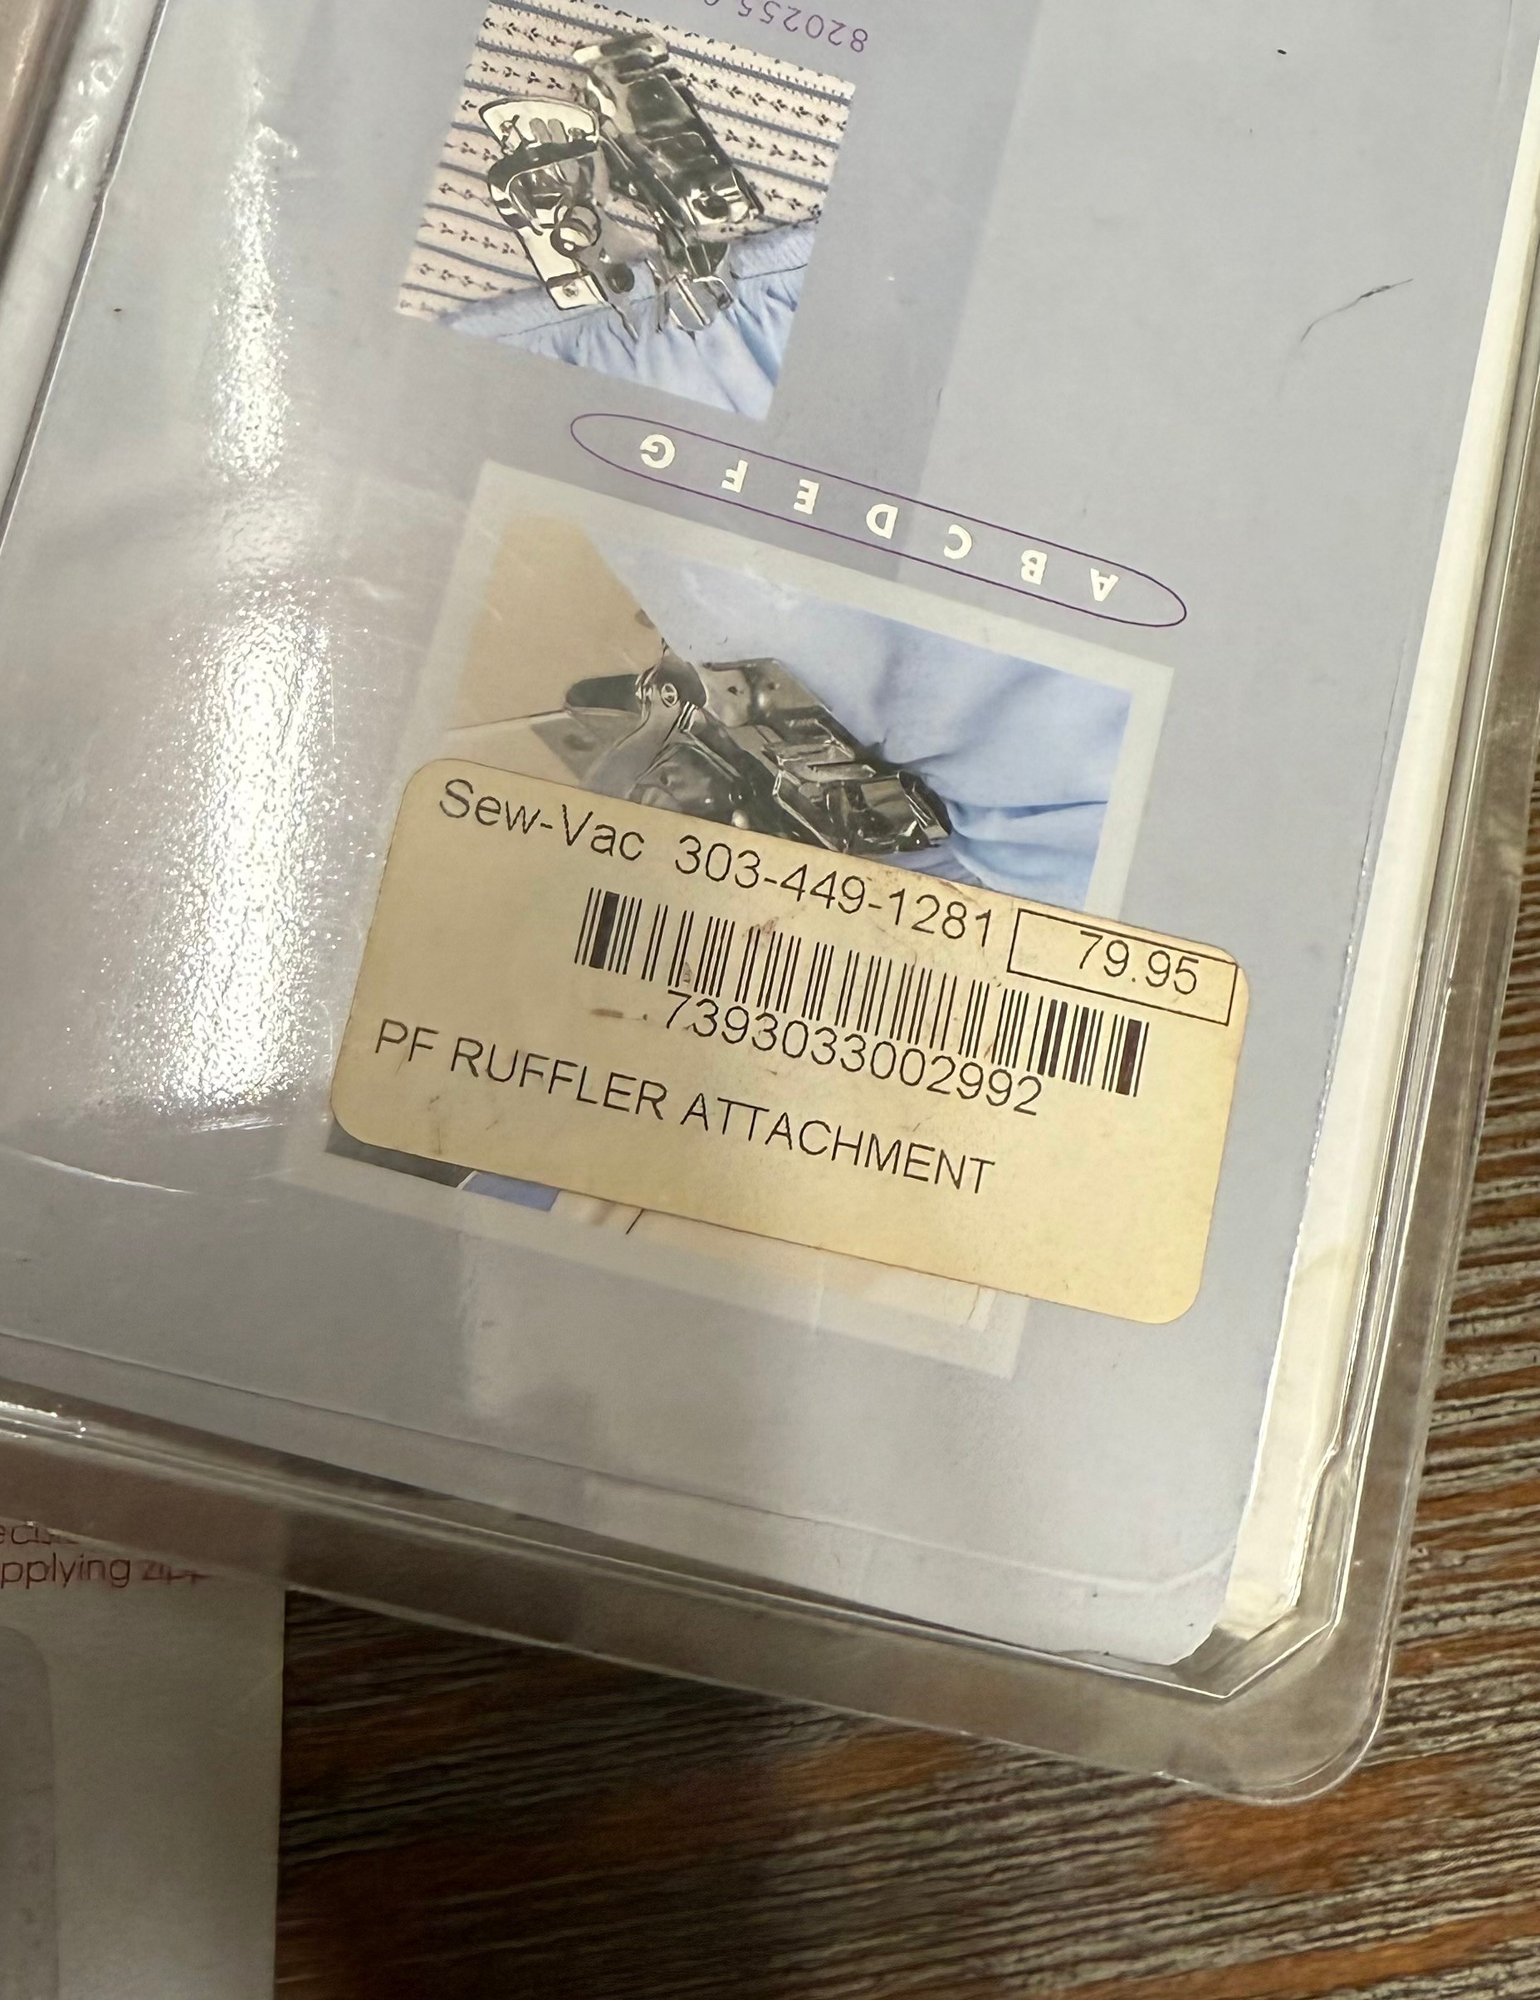 820255
A B C D E F G
Sew-Vac 303-449-1281 79.95
7393033002992
PF RUFFLER ATTACHMENT
pplying